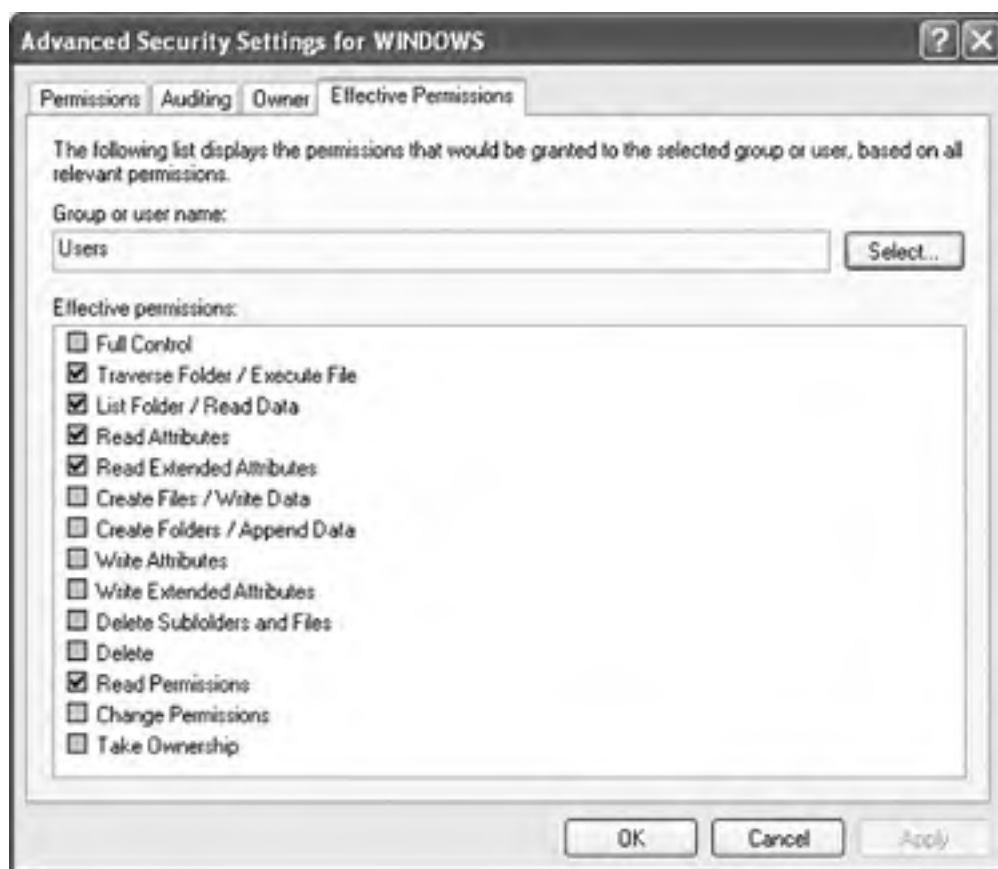 Advanced Security Settings for WINDOWS
Permissions Auditing Owner Effective Permissions
The following list displays the permissions that would be granted to the selected group or user, based on all
relevant permissions.
Group or user name:
Users
Select...
Effective permissions:
Full Control
Traverse Folder / Execute File
List Folder / Read Data
Read Attributes
Read Extended Attributes
Create Files / Write Data
Create Folders / Append Data
Write Attributes
Write Extended Attributes
Delete Subfolders and Files
Delete
Read Permissions
Change Permissions
Take Ownership
OK Cancel Apply